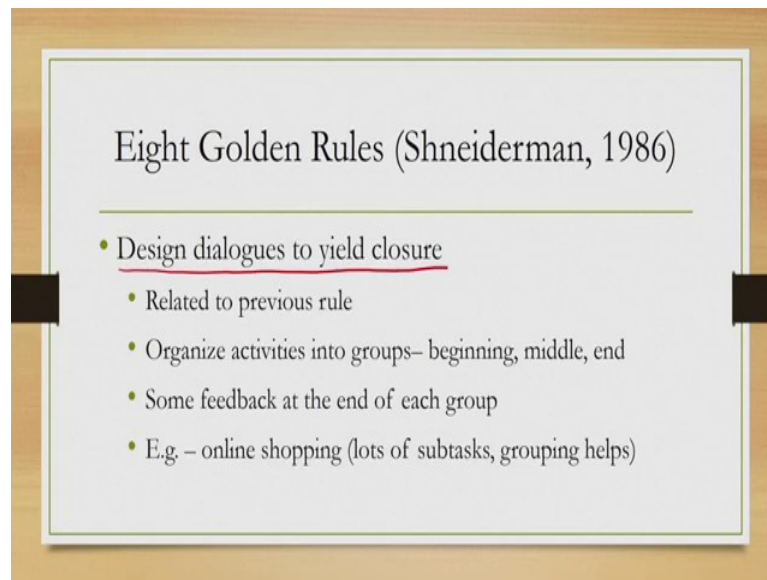 Eight Golden Rules (Shneiderman, 1986)
• Design dialogues to yield closure
• Related to previous rule
• Organize activities into groups– beginning, middle, end
• Some feedback at the end of each group
• E.g. – online shopping (lots of subtasks, grouping helps)